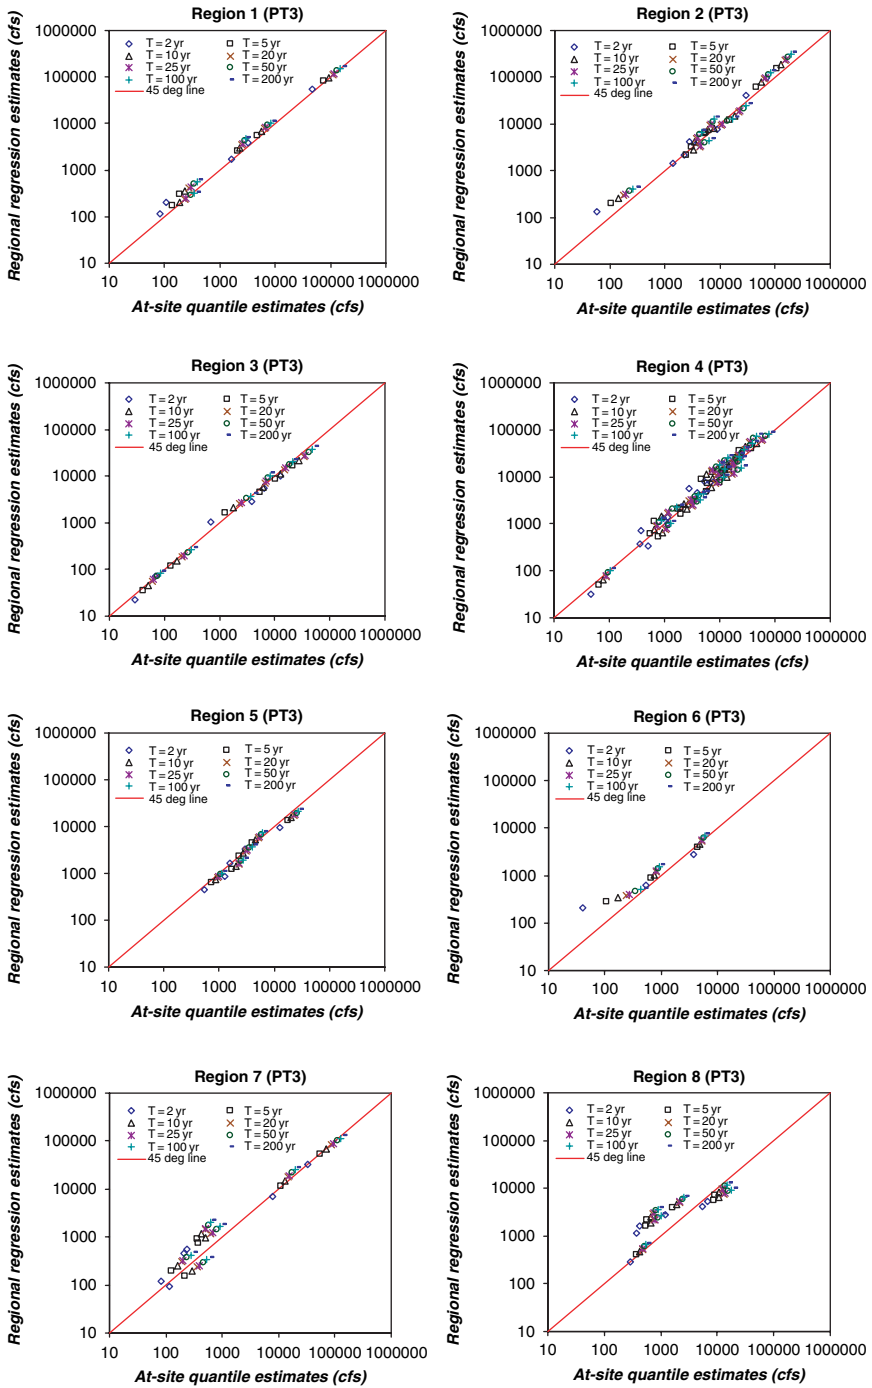 Region 1 (PT3)
Regional regression estimates (cfs)
1000000
100000
10000
1000
100
10
T = 2 yr
T = 5 yr
T = 10 yr
T = 20 yr
T = 25 yr
T = 50 yr
T = 100 yr
T = 200 yr
45 deg line
10 100 1000 10000 100000 1000000
At-site quantile estimates (cfs)
Region 2 (PT3)
Regional regression estimates (cfs)
1000000
100000
10000
1000
100
10
T = 2 yr
T = 5 yr
T = 10 yr
T = 20 yr
T = 25 yr
T = 50 yr
T = 100 yr
T = 200 yr
45 deg line
10 100 1000 10000 100000 1000000
At-site quantile estimates (cfs)
Region 3 (PT3)
Regional regression estimates (cfs)
1000000
100000
10000
1000
100
10
T = 2 yr
T = 5 yr
T = 10 yr
T = 20 yr
T = 25 yr
T = 50 yr
T = 100 yr
T = 200 yr
45 deg line
10 100 1000 10000 100000 1000000
At-site quantile estimates (cfs)
Region 4 (PT3)
Regional regression estimates (cfs)
1000000
100000
10000
1000
100
10
T = 2 yr
T = 5 yr
T = 10 yr
T = 20 yr
T = 25 yr
T = 50 yr
T = 100 yr
T = 200 yr
45 deg line
10 100 1000 10000 100000 1000000
At-site quantile estimates (cfs)
Region 5 (PT3)
Regional regression estimates (cfs)
1000000
100000
10000
1000
100
10
T = 2 yr
T = 5 yr
T = 10 yr
T = 20 yr
T = 25 yr
T = 50 yr
T = 100 yr
T = 200 yr
45 deg line
10 100 1000 10000 100000 1000000
At-site quantile estimates (cfs)
Region 6 (PT3)
Regional regression estimates (cfs)
1000000
100000
10000
1000
100
10
T = 2 yr
T = 5 yr
T = 10 yr
T = 20 yr
T = 25 yr
T = 50 yr
T = 100 yr
T = 200 yr
45 deg line
10 100 1000 10000 100000 1000000
At-site quantile estimates (cfs)
Region 7 (PT3)
Regional regression estimates (cfs)
1000000
100000
10000
1000
100
10
T = 2 yr
T = 5 yr
T = 10 yr
T = 20 yr
T = 25 yr
T = 50 yr
T = 100 yr
T = 200 yr
45 deg line
10 100 1000 10000 100000 1000000
At-site quantile estimates (cfs)
Region 8 (PT3)
Regional regression estimates (cfs)
1000000
100000
10000
1000
100
10
T = 2 yr
T = 5 yr
T = 10 yr
T = 20 yr
T = 25 yr
T = 50 yr
T = 100 yr
T = 200 yr
45 deg line
10 100 1000 10000 100000 1000000
At-site quantile estimates (cfs)